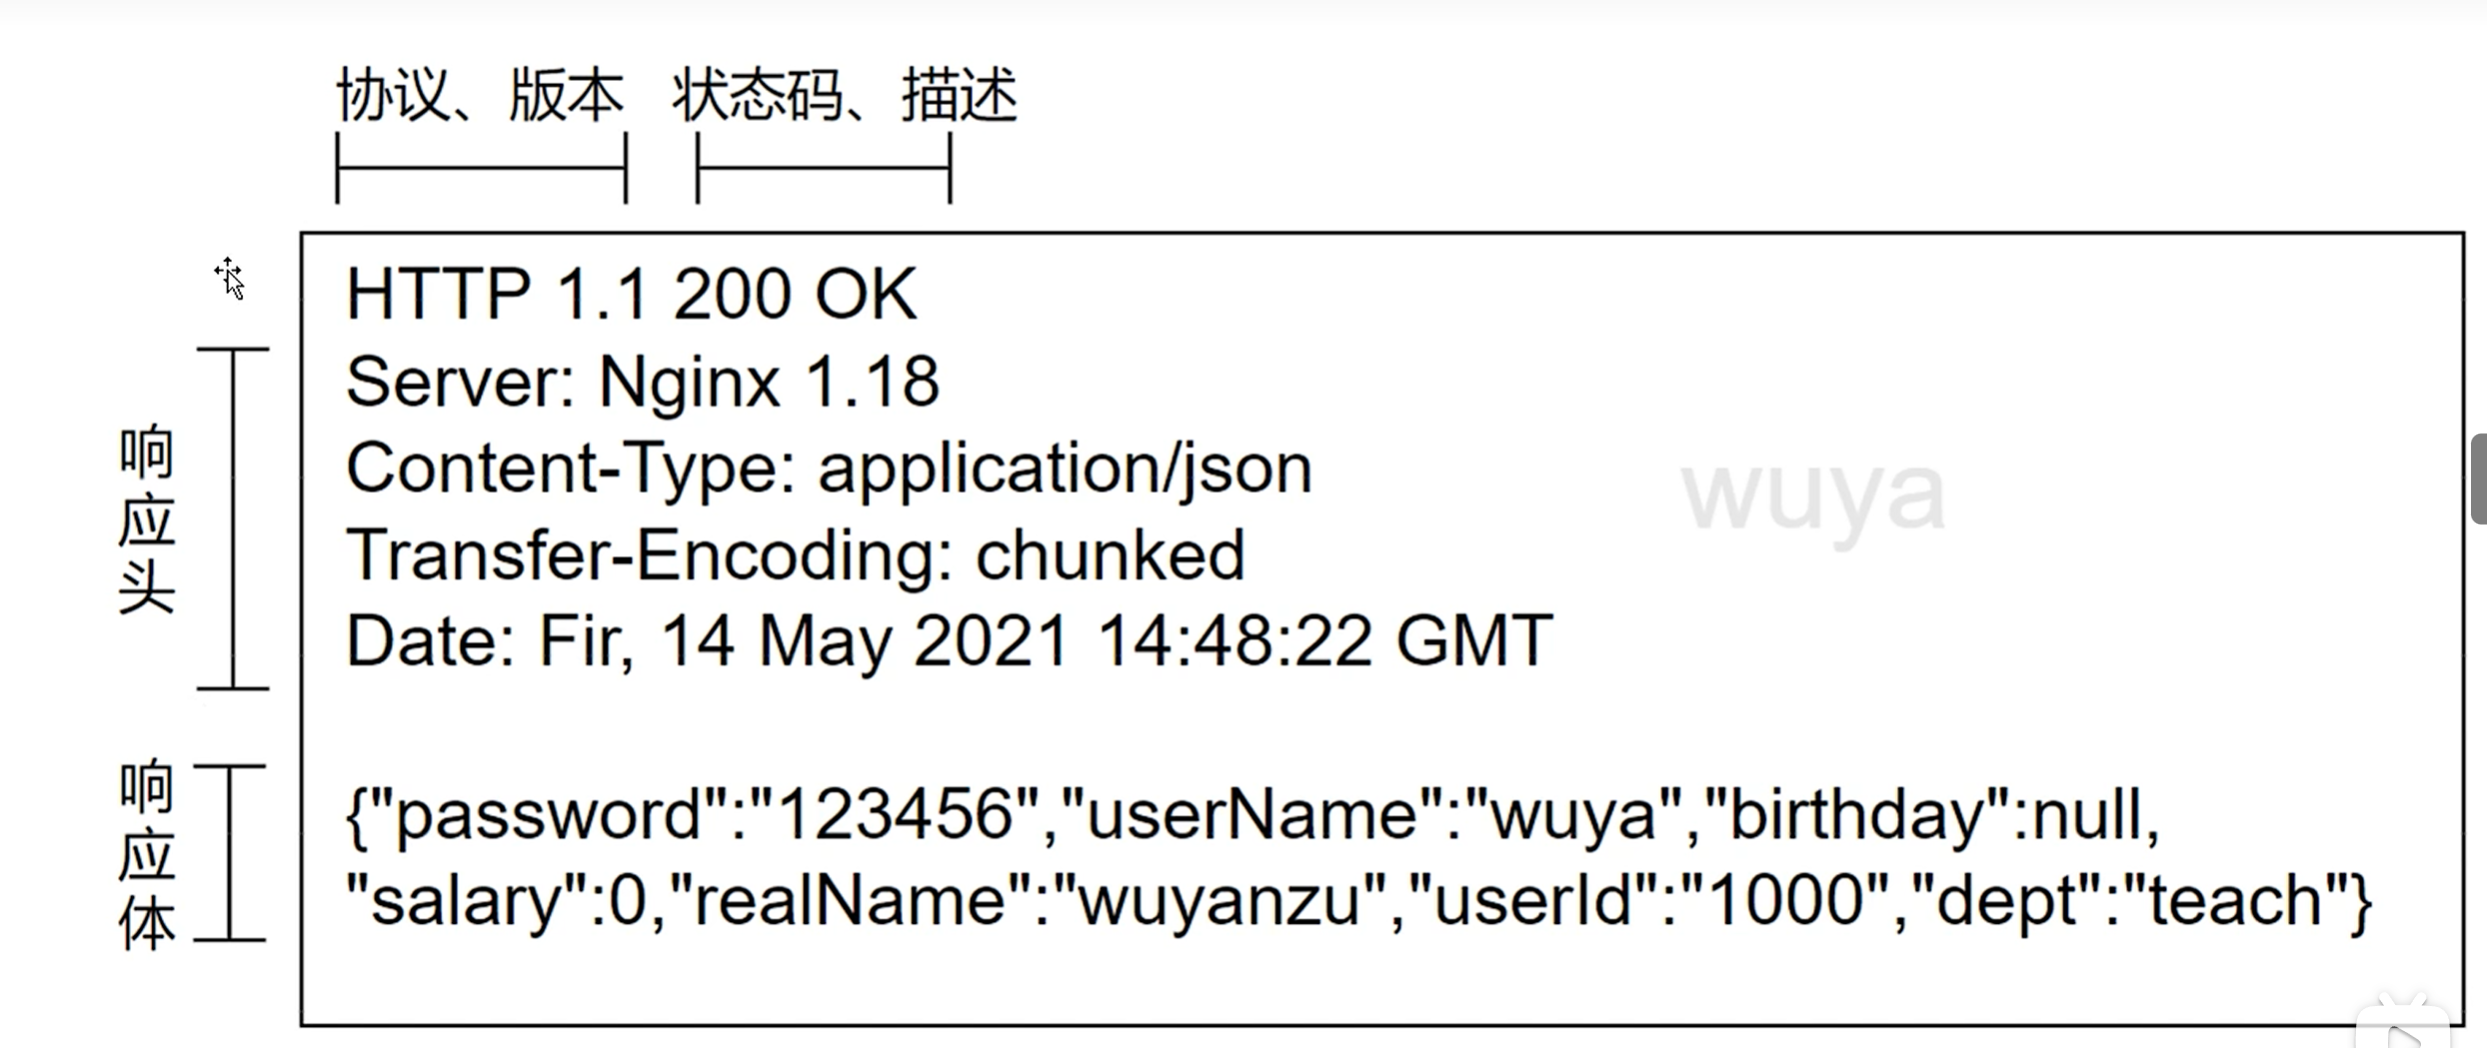 协议、版本 状态码、描述
HTTP 1.1 200 OK
Server: Nginx 1.18
Content-Type: application/json
Transfer-Encoding: chunked
Date: Fir, 14 May 2021 14:48:22 GMT
响应头
wuya
{"password":"123456","userName":"wuya","birthday":null,
"salary":0,"realName":"wuyanzu","userId":"1000","dept":"teach"}
响应体